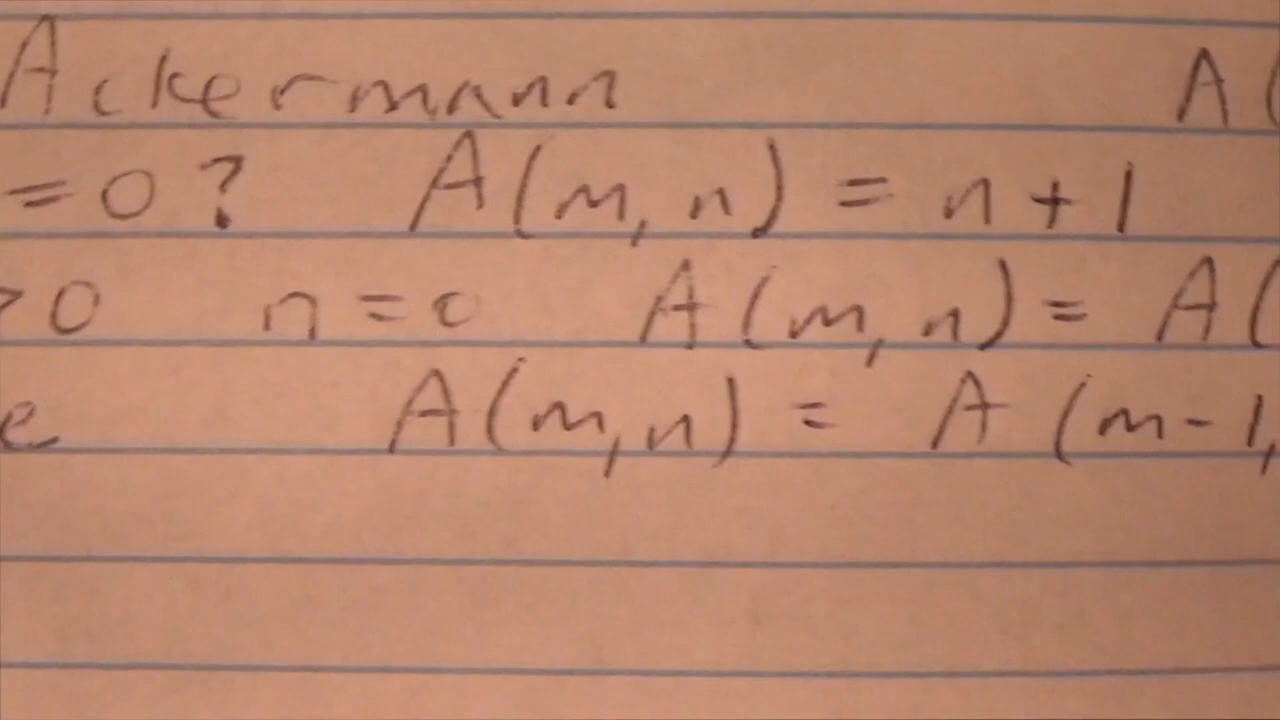 Ackermann A(
=0? A(m,n) = n+1
>0 n=0 A(m,n) = A(
e A(m,n) = A(m-1,